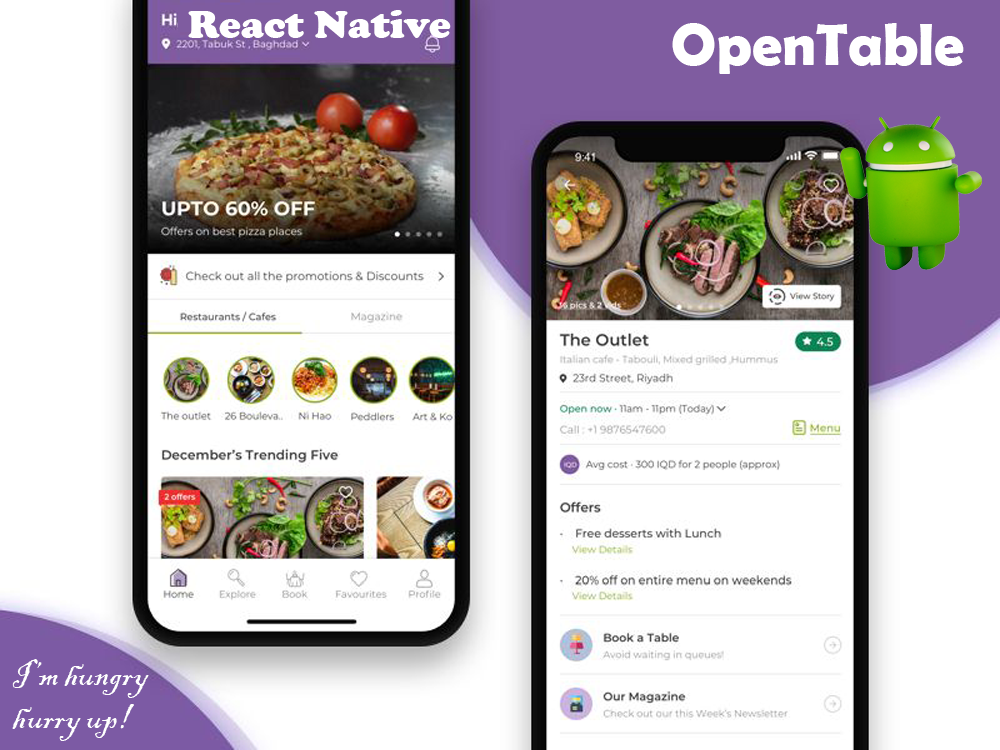 Hi
React Native
2201, Tabuk St , Baghdad
UPTO 60% OFF
Offers on best pizza places
Check out all the promotions & Discounts
Restaurants / Cafes
Magazine
The outlet
26 Bouleva..
Ni Hao
Peddlers
Art & Ko
December's Trending Five
2 offers
Home
Explore
Book
Favourites
Profile
I'm hungry
hurry up!
OpenTable
9:41
16 pics & 2 vids
View Story
The Outlet
4.5
Italian cafe - Tabouli, Mixed grilled ,Hummus
23rd Street, Riyadh
Open now · 11am - 11pm (Today)
Call : +1 9876547600
Menu
IQD
Avg cost · 300 IQD for 2 people (approx)
Offers
· Free desserts with Lunch
View Details
· 20% off on entire menu on weekends
View Details
Book a Table
Avoid waiting in queues!
Our Magazine
Check out our this Week's Newsletter